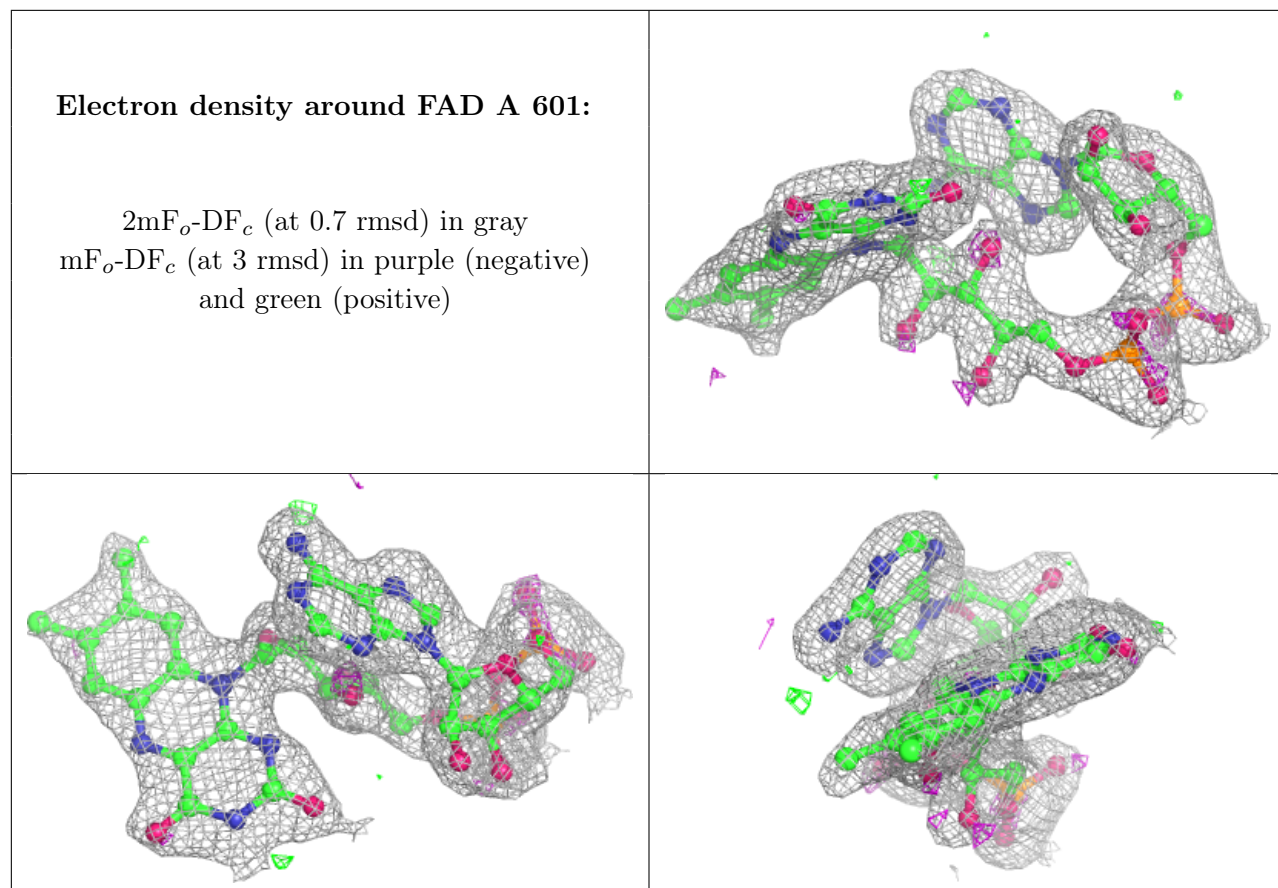 Electron density around FAD A 601:
2mFo-DFc (at 0.7 rmsd) in gray
mFo-DFc (at 3 rmsd) in purple (negative)
and green (positive)